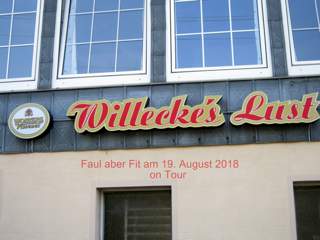 Willecke's Lust
Faul aber Fit am 19. August 2018
on Tour